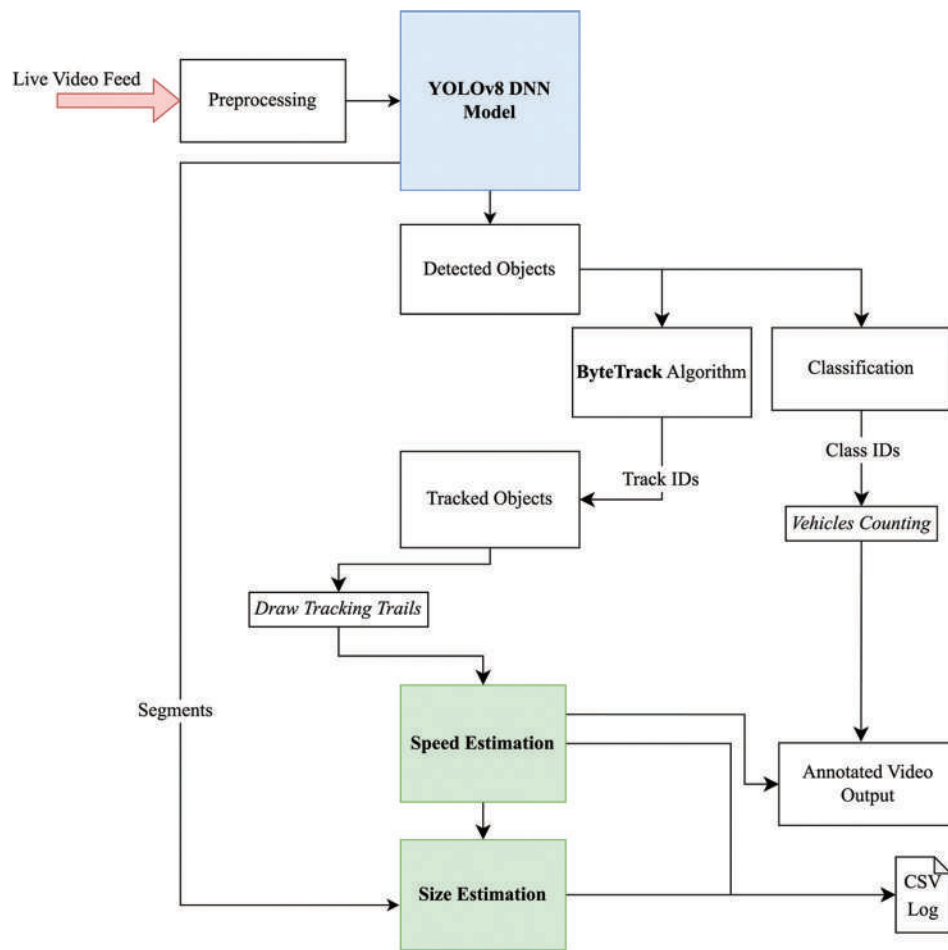 Live Video Feed
Preprocessing
YOLOv8 DNN
Model
Detected Objects
ByteTrack Algorithm
Classification
Class IDs
Track IDs
Tracked Objects
Vehicles Counting
Draw Tracking Trails
Segments
Speed Estimation
Annotated Video
Output
Size Estimation
CSV
Log